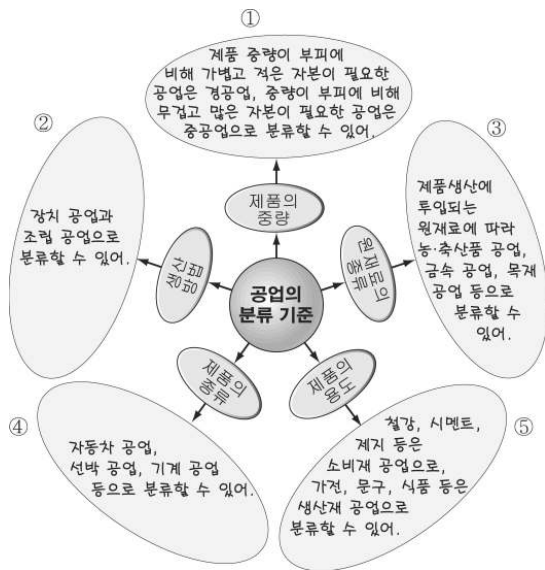 ①
제품 중량이 부피에
비해 가볍고 적은 자본이 필요한
공업은 경공업, 중량이 부피에 비해
무겁고 많은 자본이 필요한 공업은
중공업으로 분류할 수 있어.
②
장치 공업과
조립 공업으로
분류할 수 있어.
③
제품생산에
투입되는
원재료에 따라
농·축산품 공업,
금속 공업, 목재
공업 등으로
분류할 수
있어.
제품의
중량
생산
방법
원재료의
종류
공업의
분류 기준
제품의
종류
제품의
용도
④
자동차 공업,
선박 공업, 기계 공업
등으로 분류할 수 있어.
⑤
철강, 시멘트,
제지 등은
소비재 공업으로,
가전, 문구, 식품 등은
생산재 공업으로
분류할 수 있어.